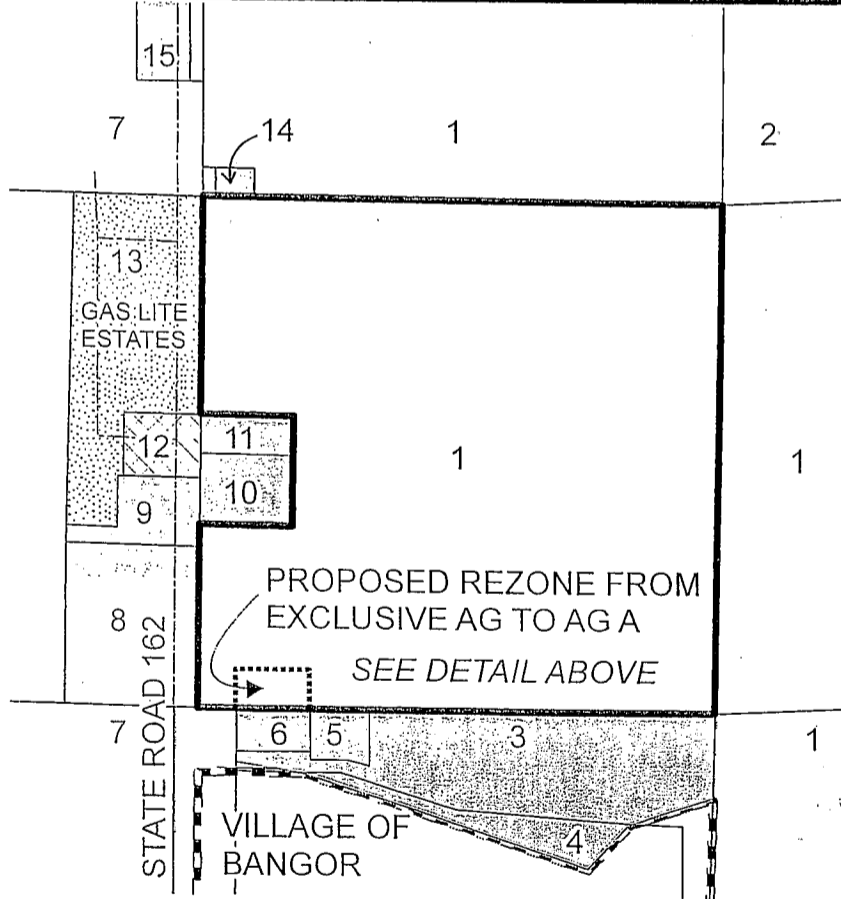 15
7
14
1
2
13
GAS LITE
ESTATES
12
11
10
9
1
1
PROPOSED REZONE FROM
EXCLUSIVE AG TO AG A
SEE DETAIL ABOVE
8
STATE ROAD 162
7
6
5
3
1
4
VILLAGE OF
BANGOR